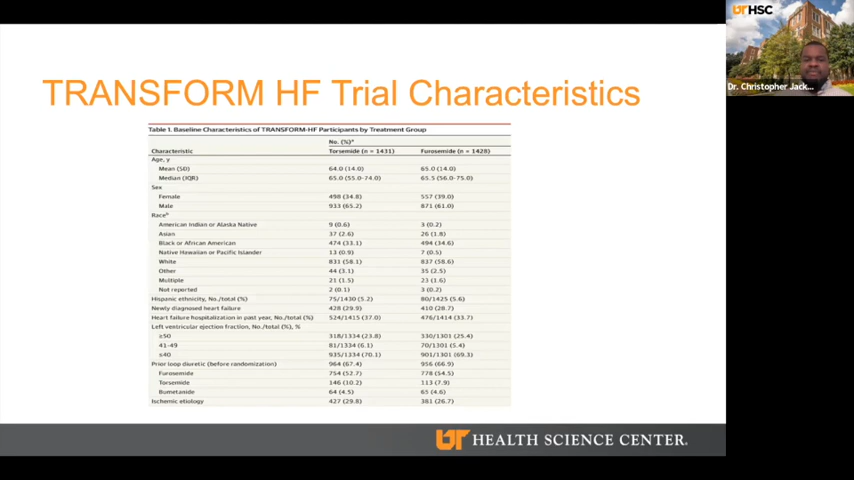 UTHSC
Dr. Christopher Jack...
TRANSFORM HF Trial Characteristics
Table 1. Baseline Characteristics of TRANSFORM-HF Participants by Treatment Group
No. (%)a
Characteristic Torsemide (n = 1431) Furosemide (n = 1428)
Age, y
Mean (SD) 64.0 (14.0) 65.0 (14.0)
Median (IQR) 65.0 (55.0-74.0) 65.5 (56.0-75.0)
Sex
Female 498 (34.8) 557 (39.0)
Male 933 (65.2) 871 (61.0)
Raceb
American Indian or Alaska Native 9 (0.6) 3 (0.2)
Asian 37 (2.6) 26 (1.8)
Black or African American 474 (33.1) 494 (34.6)
Native Hawaiian or Pacific Islander 13 (0.9) 7 (0.5)
White 831 (58.1) 837 (58.6)
Other 44 (3.1) 35 (2.5)
Multiple 21 (1.5) 23 (1.6)
Not reported 2 (0.1) 3 (0.2)
Hispanic ethnicity, No./total (%) 75/1430 (5.2) 80/1425 (5.6)
Newly diagnosed heart failure 428 (29.9) 410 (28.7)
Heart failure hospitalization in past year, No./total (%) 524/1415 (37.0) 476/1414 (33.7)
Left ventricular ejection fraction, No./total (%), %
≥50 318/1334 (23.8) 330/1301 (25.4)
41-49 81/1334 (6.1) 70/1301 (5.4)
≤40 935/1334 (70.1) 901/1301 (69.3)
Prior loop diuretic (before randomization) 964 (67.4) 956 (66.9)
Furosemide 754 (52.7) 778 (54.5)
Torsemide 146 (10.2) 113 (7.9)
Bumetanide 64 (4.5) 65 (4.6)
Ischemic etiology 427 (29.8) 381 (26.7)
UT HEALTH SCIENCE CENTER.